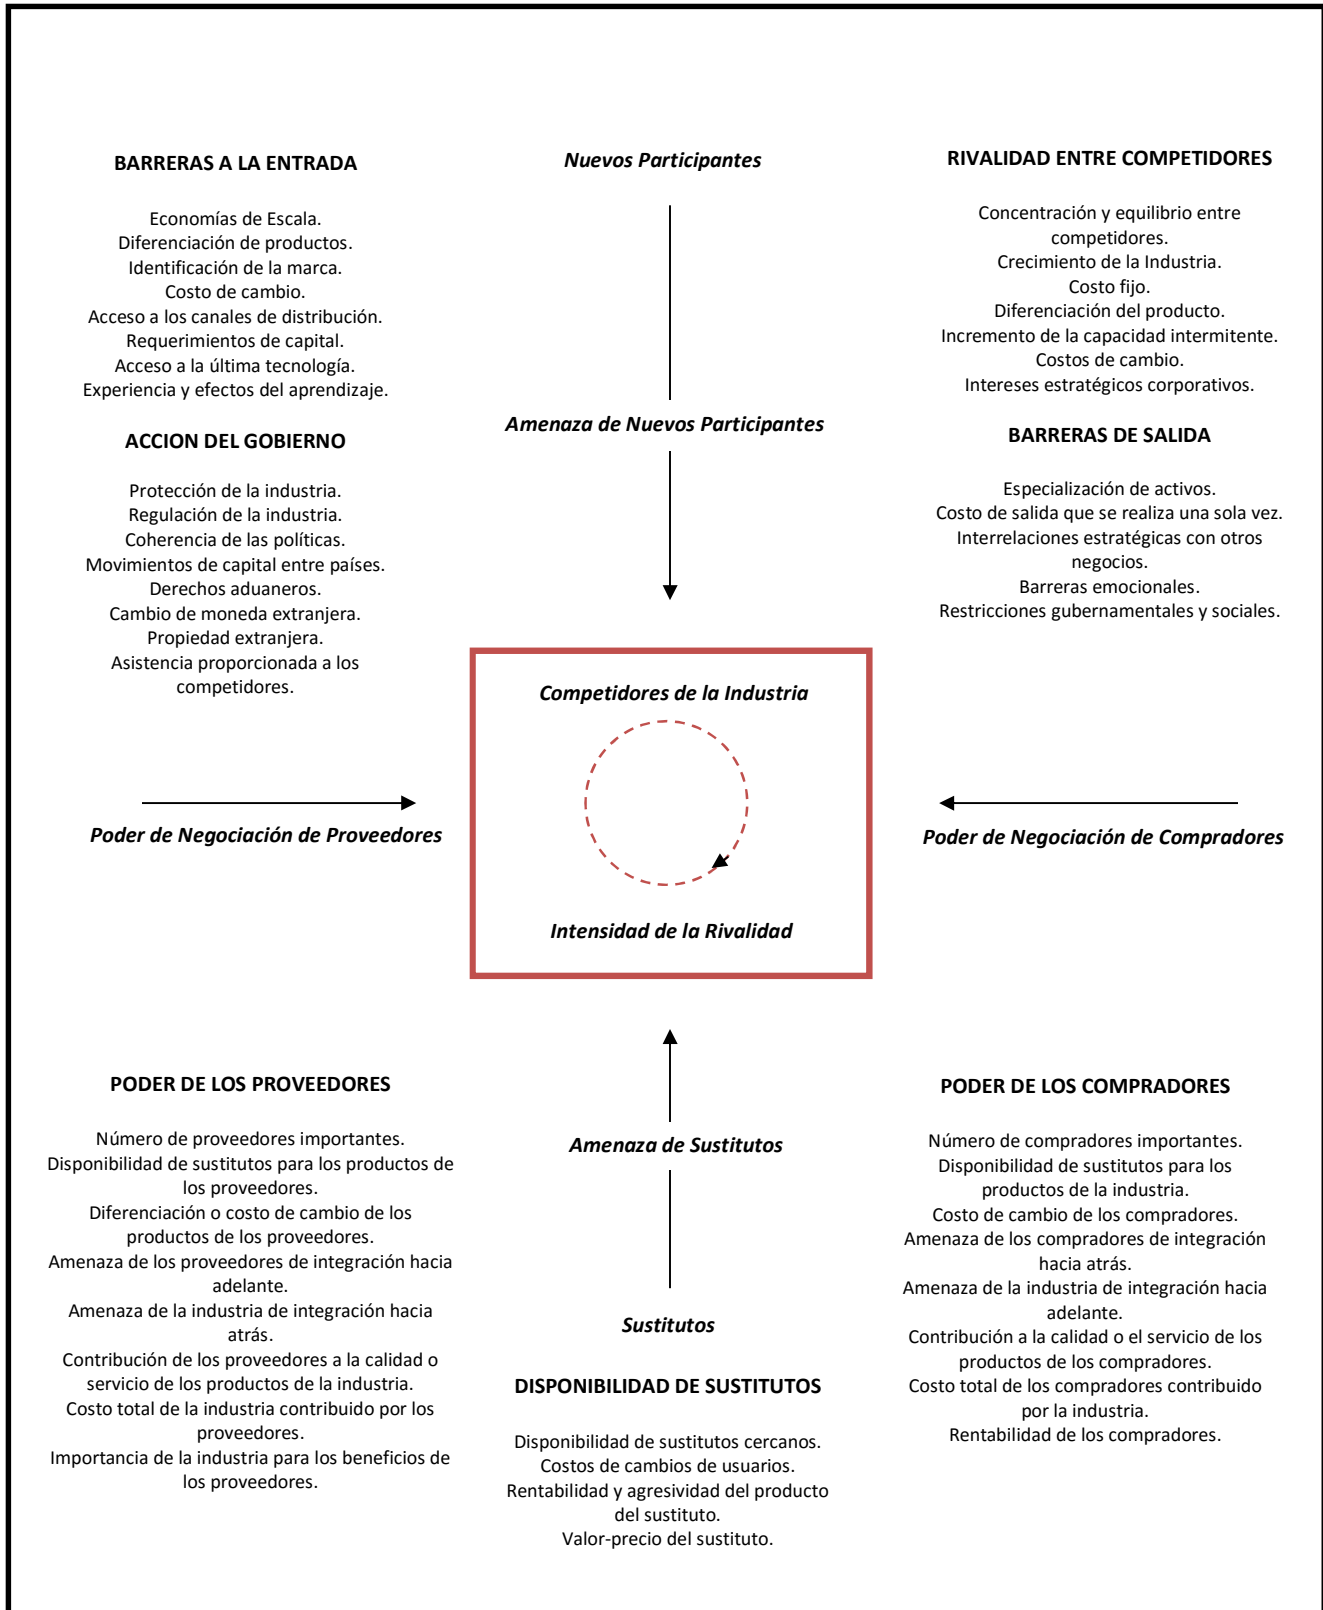 BARRERAS A LA ENTRADA
Economías de Escala.
Diferenciación de productos.
Identificación de la marca.
Costo de cambio.
Acceso a los canales de distribución.
Requerimientos de capital.
Acceso a la última tecnología.
Experiencia y efectos del aprendizaje.
ACCION DEL GOBIERNO
Protección de la industria.
Regulación de la industria.
Coherencia de las políticas.
Movimientos de capital entre países.
Derechos aduaneros.
Cambio de moneda extranjera.
Propiedad extranjera.
Asistencia proporcionada a los
competidores.
Nuevos Participantes
Amenaza de Nuevos Participantes
RIVALIDAD ENTRE COMPETIDORES
Concentración y equilibrio entre
competidores.
Crecimiento de la Industria.
Costo fijo.
Diferenciación del producto.
Incremento de la capacidad intermitente.
Costos de cambio.
Intereses estratégicos corporativos.
BARRERAS DE SALIDA
Especialización de activos.
Costo de salida que se realiza una sola vez.
Interrelaciones estratégicas con otros
negocios.
Barreras emocionales.
Restricciones gubernamentales y sociales.
Competidores de la Industria
Intensidad de la Rivalidad
Poder de Negociación de Proveedores
Poder de Negociación de Compradores
PODER DE LOS PROVEEDORES
Número de proveedores importantes.
Disponibilidad de sustitutos para los productos de
los proveedores.
Diferenciación o costo de cambio de los
productos de los proveedores.
Amenaza de los proveedores de integración hacia
adelante.
Amenaza de la industria de integración hacia
atrás.
Contribución de los proveedores a la calidad o
servicio de los productos de la industria.
Costo total de la industria contribuido por los
proveedores.
Importancia de la industria para los beneficios de
los proveedores.
Amenaza de Sustitutos
Sustitutos
DISPONIBILIDAD DE SUSTITUTOS
Disponibilidad de sustitutos cercanos.
Costos de cambios de usuarios.
Rentabilidad y agresividad del producto
del sustituto.
Valor-precio del sustituto.
PODER DE LOS COMPRADORES
Número de compradores importantes.
Disponibilidad de sustitutos para los
productos de la industria.
Costo de cambio de los compradores.
Amenaza de los compradores de integración
hacia atrás.
Amenaza de la industria de integración hacia
adelante.
Contribución a la calidad o el servicio de los
productos de los compradores.
Costo total de los compradores contribuido
por la industria.
Rentabilidad de los compradores.